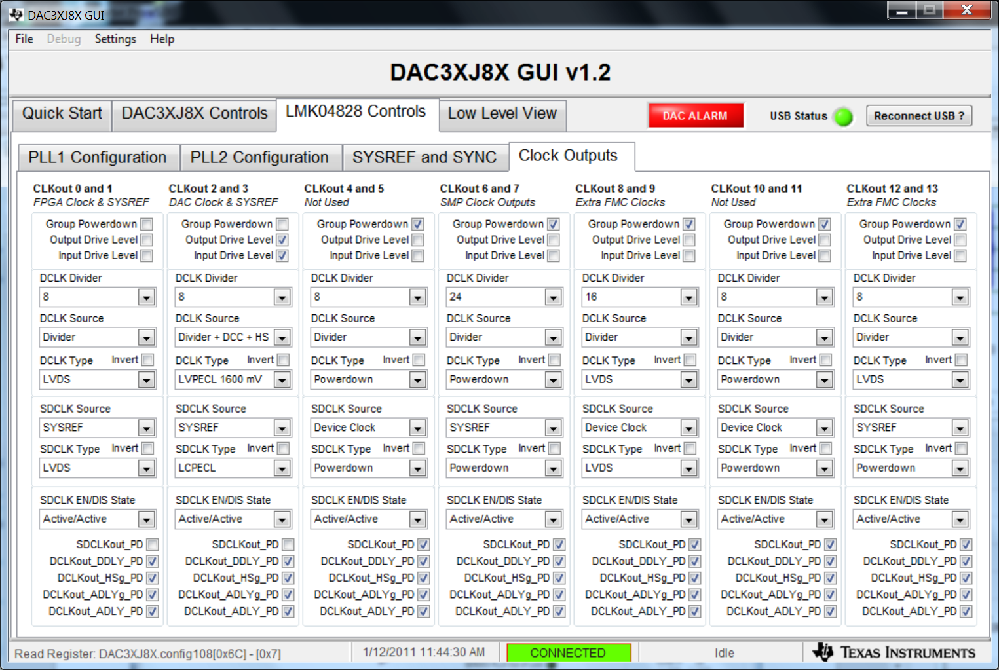 DAC3XJ8X GUI
File Debug Settings Help
DAC3XJ8X GUI v1.2
Quick Start DAC3XJ8X Controls LMK04828 Controls Low Level View DAC ALARM USB Status Reconnect USB ?
PLL1 Configuration PLL2 Configuration SYSREF and SYNC Clock Outputs
CLKout 0 and 1 CLKout 2 and 3 CLKout 4 and 5 CLKout 6 and 7 CLKout 8 and 9 CLKout 10 and 11 CLKout 12 and 13
FPGA Clock & SYSREF DAC Clock & SYSREF Not Used SMP Clock Outputs Extra FMC Clocks Not Used Extra FMC Clocks
Group Powerdown Group Powerdown Group Powerdown Group Powerdown Group Powerdown Group Powerdown Group Powerdown
Output Drive Level Output Drive Level Output Drive Level Output Drive Level Output Drive Level Output Drive Level Output Drive Level
Input Drive Level Input Drive Level Input Drive Level Input Drive Level Input Drive Level Input Drive Level Input Drive Level
DCLK Divider DCLK Divider DCLK Divider DCLK Divider DCLK Divider DCLK Divider DCLK Divider
8 8 8 24 16 8 8
DCLK Source DCLK Source DCLK Source DCLK Source DCLK Source DCLK Source DCLK Source
Divider Divider + DCC + HS Divider Divider Divider Divider Divider
DCLK Type Invert DCLK Type Invert DCLK Type Invert DCLK Type Invert DCLK Type Invert DCLK Type Invert DCLK Type Invert
LVDS LVPECL 1600 mV Powerdown Powerdown LVDS Powerdown LVDS
SDCLK Source SDCLK Source SDCLK Source SDCLK Source SDCLK Source SDCLK Source SDCLK Source
SYSREF SYSREF Device Clock SYSREF Device Clock Device Clock SYSREF
SDCLK Type Invert SDCLK Type Invert SDCLK Type Invert SDCLK Type Invert SDCLK Type Invert SDCLK Type Invert SDCLK Type Invert
LVDS LCPECL Powerdown Powerdown LVDS Powerdown Powerdown
SDCLK EN/DIS State SDCLK EN/DIS State SDCLK EN/DIS State SDCLK EN/DIS State SDCLK EN/DIS State SDCLK EN/DIS State SDCLK EN/DIS State
Active/Active Active/Active Active/Active Active/Active Active/Active Active/Active Active/Active
SDCLKout_PD SDCLKout_PD SDCLKout_PD SDCLKout_PD SDCLKout_PD SDCLKout_PD SDCLKout_PD
DCLKout_DDLY_PD DCLKout_DDLY_PD DCLKout_DDLY_PD DCLKout_DDLY_PD DCLKout_DDLY_PD DCLKout_DDLY_PD DCLKout_DDLY_PD
DCLKout_HSg_PD DCLKout_HSg_PD DCLKout_HSg_PD DCLKout_HSg_PD DCLKout_HSg_PD DCLKout_HSg_PD DCLKout_HSg_PD
DCLKout_ADLYg_PD DCLKout_ADLYg_PD DCLKout_ADLYg_PD DCLKout_ADLYg_PD DCLKout_ADLYg_PD DCLKout_ADLYg_PD DCLKout_ADLYg_PD
DCLKout_ADLY_PD DCLKout_ADLY_PD DCLKout_ADLY_PD DCLKout_ADLY_PD DCLKout_ADLY_PD DCLKout_ADLY_PD DCLKout_ADLY_PD
Read Register: DAC3XJ8X.config108[0x6C] - [0x7] 1/12/2011 11:44:30 AM CONNECTED Idle TEXAS INSTRUMENTS